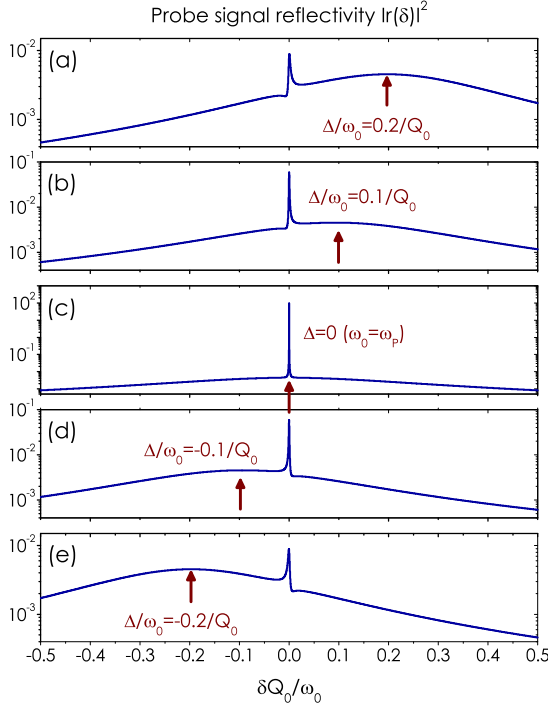 Probe signal reflectivity |r(δ)|²
10⁻²
(a)
10⁻³
Δ/ω₀=0.2/Q₀
10⁻¹
(b)
Δ/ω₀=0.1/Q₀
10⁻²
10⁻³
10²
(c)
Δ=0 (ω₀=ωₚ)
10⁻¹
10⁻¹
(d)
Δ/ω₀=-0.1/Q₀
10⁻²
10⁻³
10⁻²
(e)
10⁻³
Δ/ω₀=-0.2/Q₀
-0.5 -0.4 -0.3 -0.2 -0.1 0.0 0.1 0.2 0.3 0.4 0.5
δQ₀/ω₀